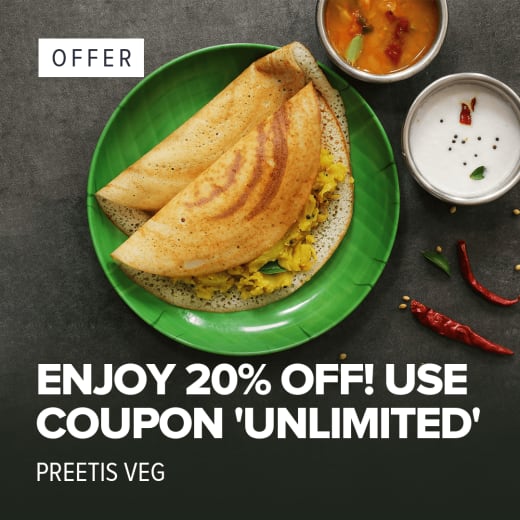 OFFER
ENJOY 20% OFF! USE
COUPON 'UNLIMITED'
PREETIS VEG